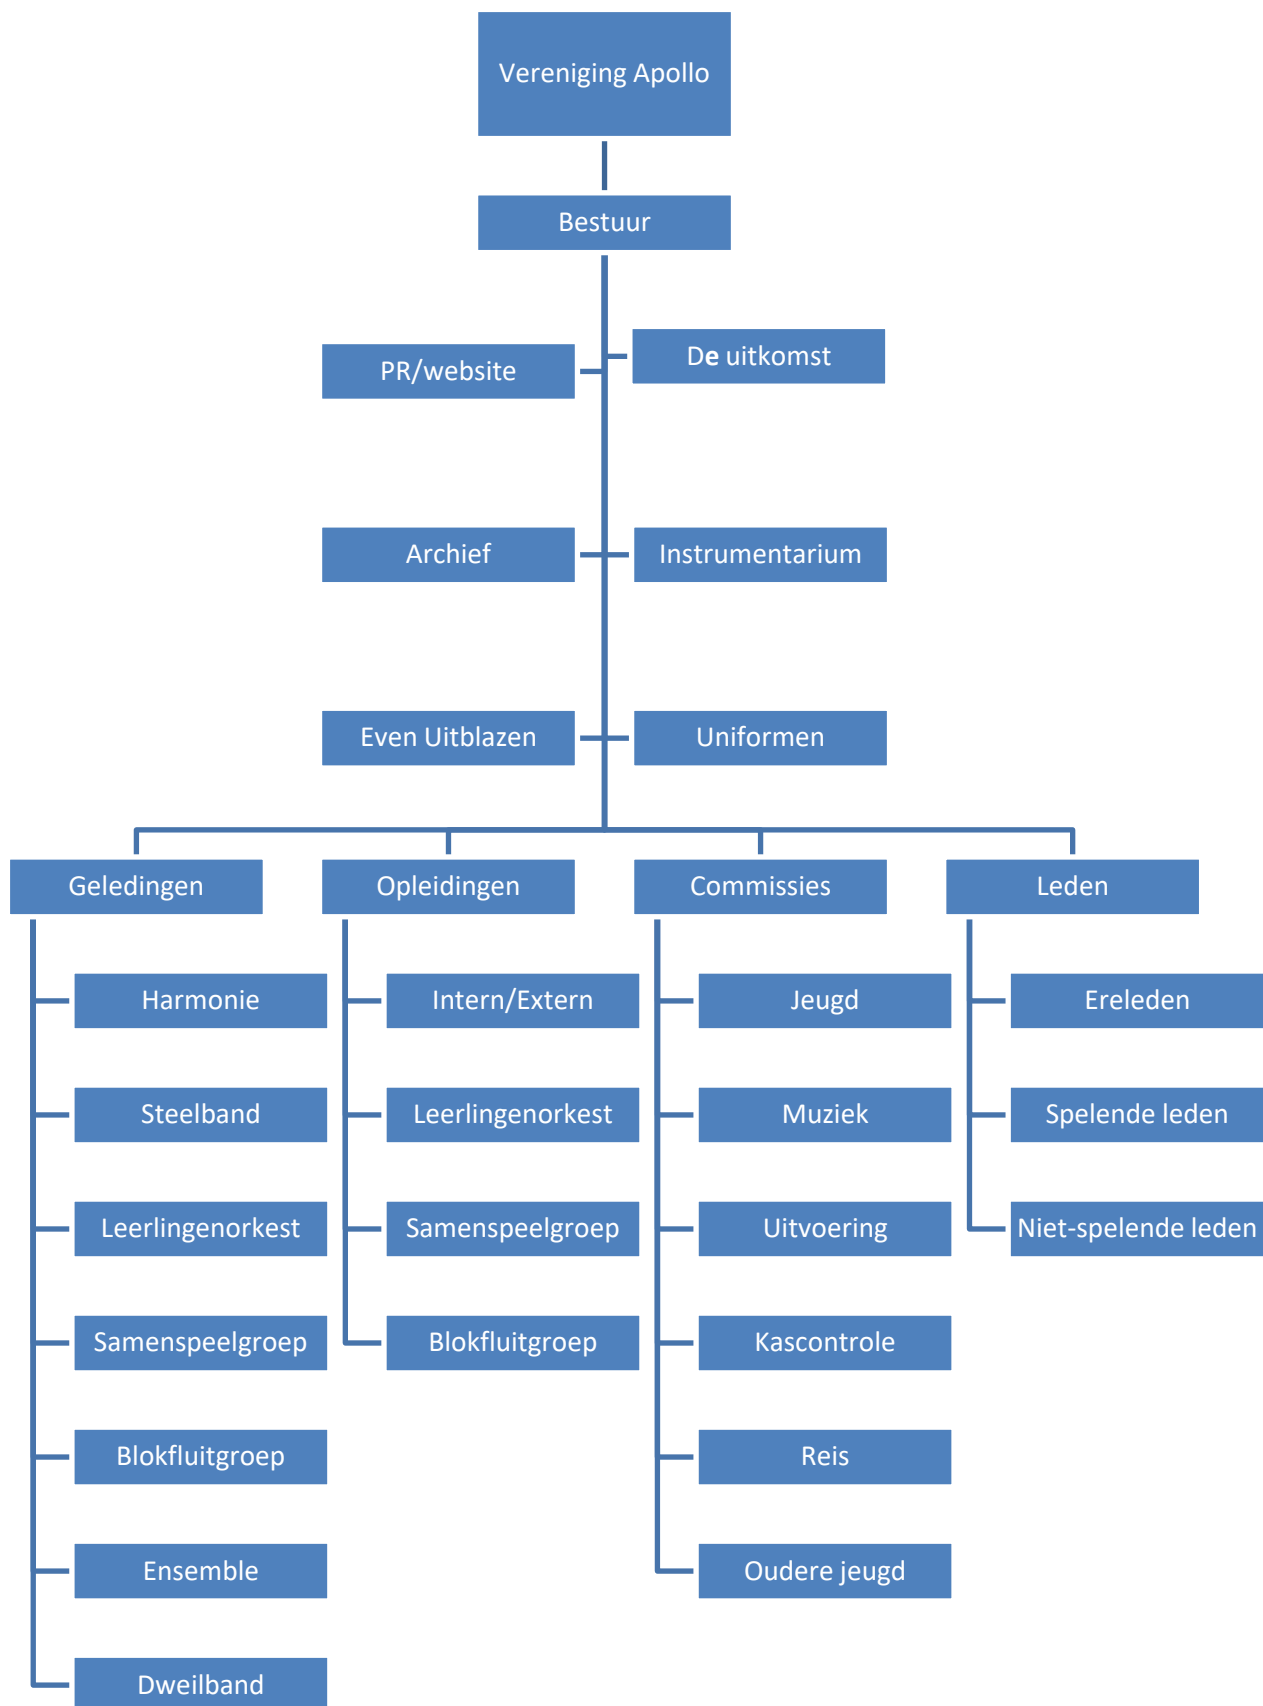 Vereniging Apollo
Bestuur
PR/website
De uitkomst
Archief
Instrumentarium
Even Uitblazen
Uniformen
Geledingen
Harmonie
Steelband
Leerlingenorkest
Samenspeelgroep
Blokfluitgroep
Ensemble
Dweilband
Opleidingen
Intern/Extern
Leerlingenorkest
Samenspeelgroep
Blokfluitgroep
Commissies
Jeugd
Muziek
Uitvoering
Kascontrole
Reis
Oudere jeugd
Leden
Ereleden
Spelende leden
Niet-spelende leden